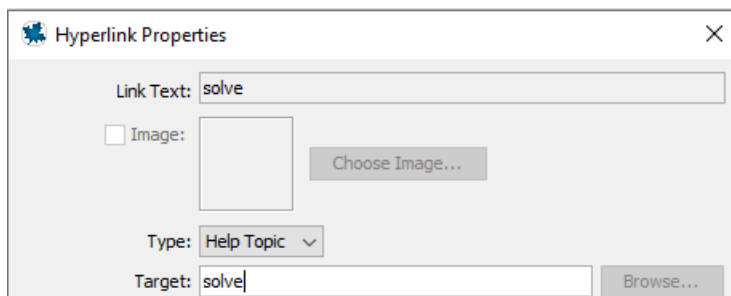 Hyperlink Properties
Link Text: solve
Image:
Choose Image...
Type: Help Topic
Target: solve
Browse...